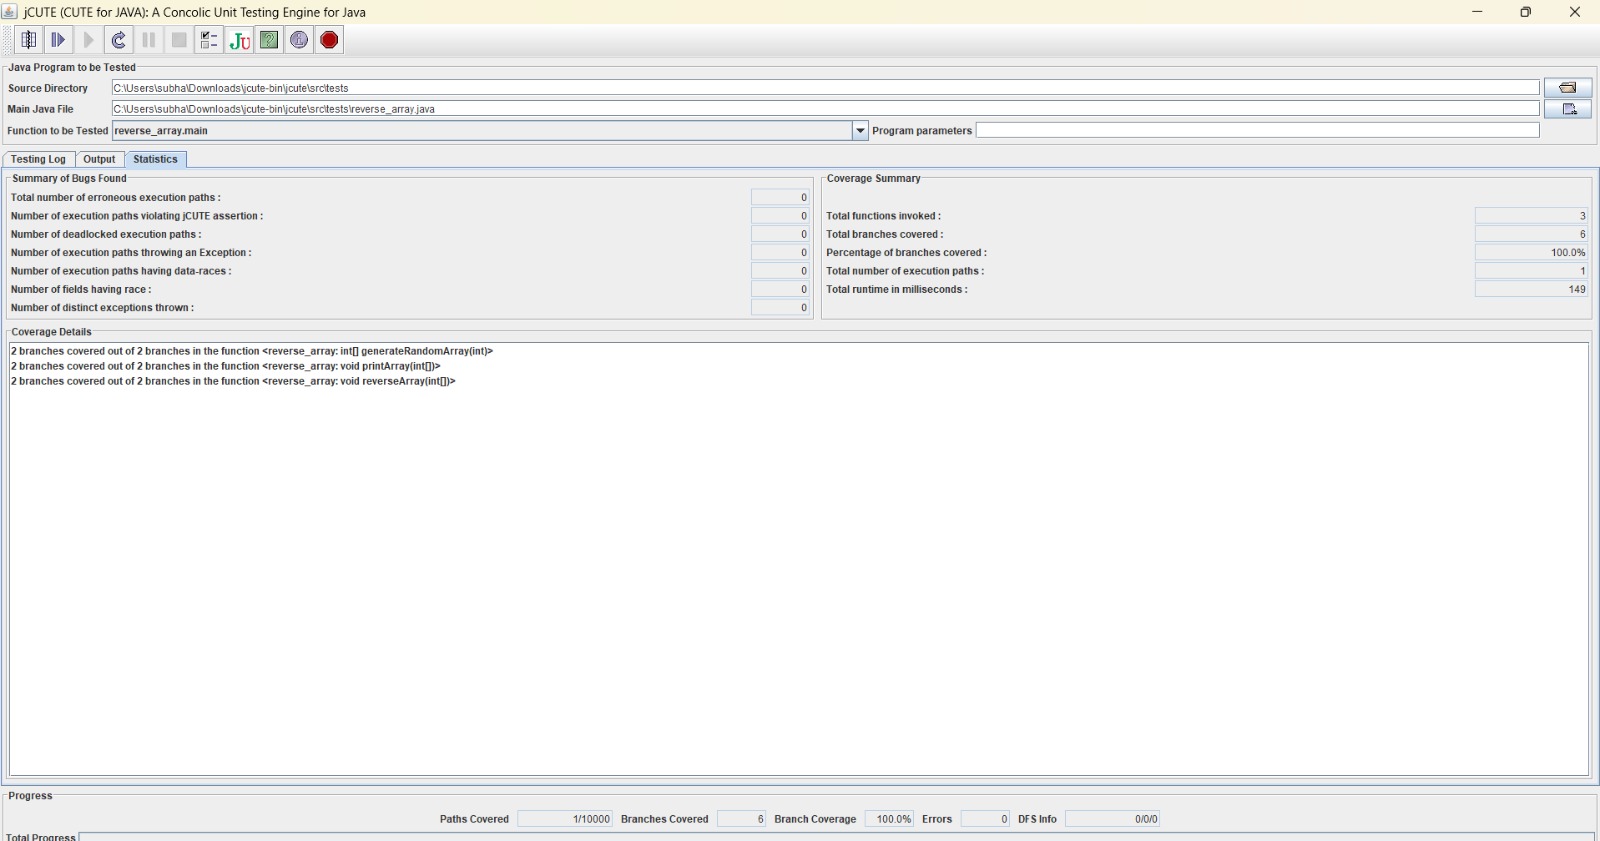 jCUTE (CUTE for JAVA): A Concolic Unit Testing Engine for Java
Java Program to be Tested
Source Directory C:\Users\subha\Downloads\jcute-bin\jcute\src\tests
Main Java File C:\Users\subha\Downloads\jcute-bin\jcute\src\tests\reverse_array.java
Function to be Tested reverse_array.main Program parameters
Testing Log Output Statistics
Summary of Bugs Found
Total number of erroneous execution paths : 0
Number of execution paths violating jCUTE assertion : 0
Number of deadlocked execution paths : 0
Number of execution paths throwing an Exception : 0
Number of execution paths having data-races : 0
Number of fields having race : 0
Number of distinct exceptions thrown : 0
Coverage Summary
Total functions invoked : 3
Total branches covered : 6
Percentage of branches covered : 100.0%
Total number of execution paths : 1
Total runtime in milliseconds : 149
Coverage Details
2 branches covered out of 2 branches in the function <reverse_array: int[] generateRandomArray(int)>
2 branches covered out of 2 branches in the function <reverse_array: void printArray(int[])>
2 branches covered out of 2 branches in the function <reverse_array: void reverseArray(int[])>
Progress
Paths Covered 1/10000 Branches Covered 6 Branch Coverage 100.0% Errors 0 DFS Info 0/0/0
Total Progress